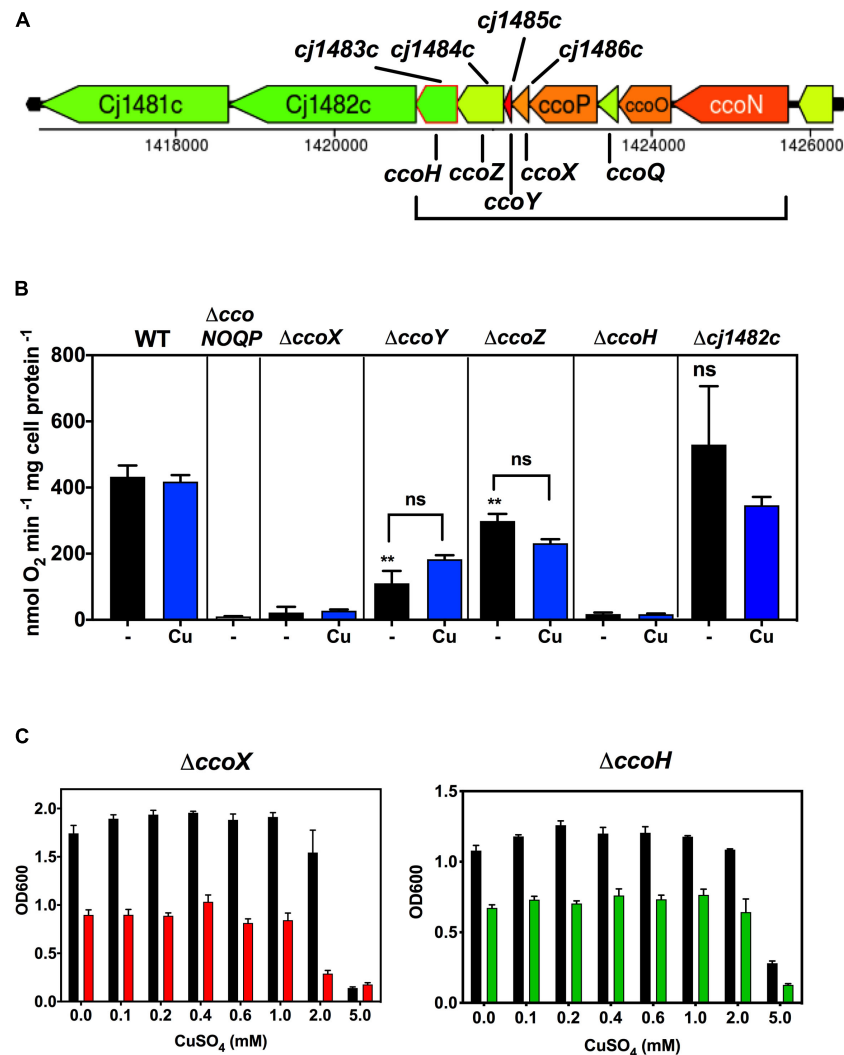 A
cj1485c
cj1483c cj1484c cj1486c
Cj1481c Cj1482c ccoP ccoO ccoN
1418000 1420000 1424000 1426000
ccoH ccoZ ccoX ccoQ
ccoY
B
WT Δcco NOQP ΔccoX ΔccoY ΔccoZ ΔccoH Δcj1482c
nmol O₂ min ⁻¹ mg cell protein ⁻¹
800
600
400
200
0
ns
ns
ns
**
**
- Cu - - Cu - Cu - Cu - Cu - Cu
C
ΔccoX
OD600
2.0
1.5
1.0
0.5
0.0
0.0 0.1 0.2 0.4 0.6 1.0 2.0 5.0
CuSO₄ (mM)
ΔccoH
OD600
1.5
1.0
0.5
0.0
0.0 0.1 0.2 0.4 0.6 1.0 2.0 5.0
CuSO₄ (mM)